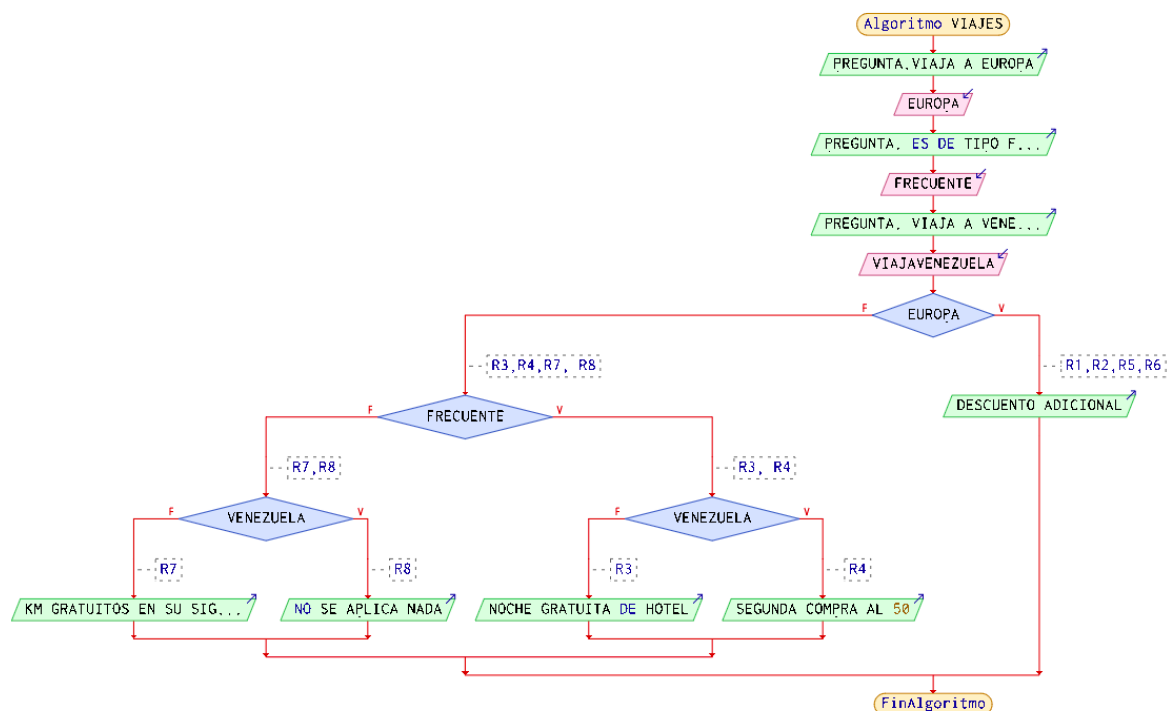 Algoritmo VIAJES
PREGUNTA.VIAJA A EUROPA
EUROPA
PREGUNTA. ES DE TIPO F...
FRECUENTE
PREGUNTA. VIAJA A VENE...
VIAJAVENEZUELA
F EUROPA V
R3,R4,R7, R8
R1,R2,R5,R6
F FRECUENTE V
DESCUENTO ADICIONAL
R7,R8
R3, R4
F VENEZUELA V
F VENEZUELA V
R7
R8
R3
R4
KM GRATUITOS EN SU SIG...
NO SE APLICA NADA
NOCHE GRATUITA DE HOTEL
SEGUNDA COMPRA AL 50
FinAlgoritmo